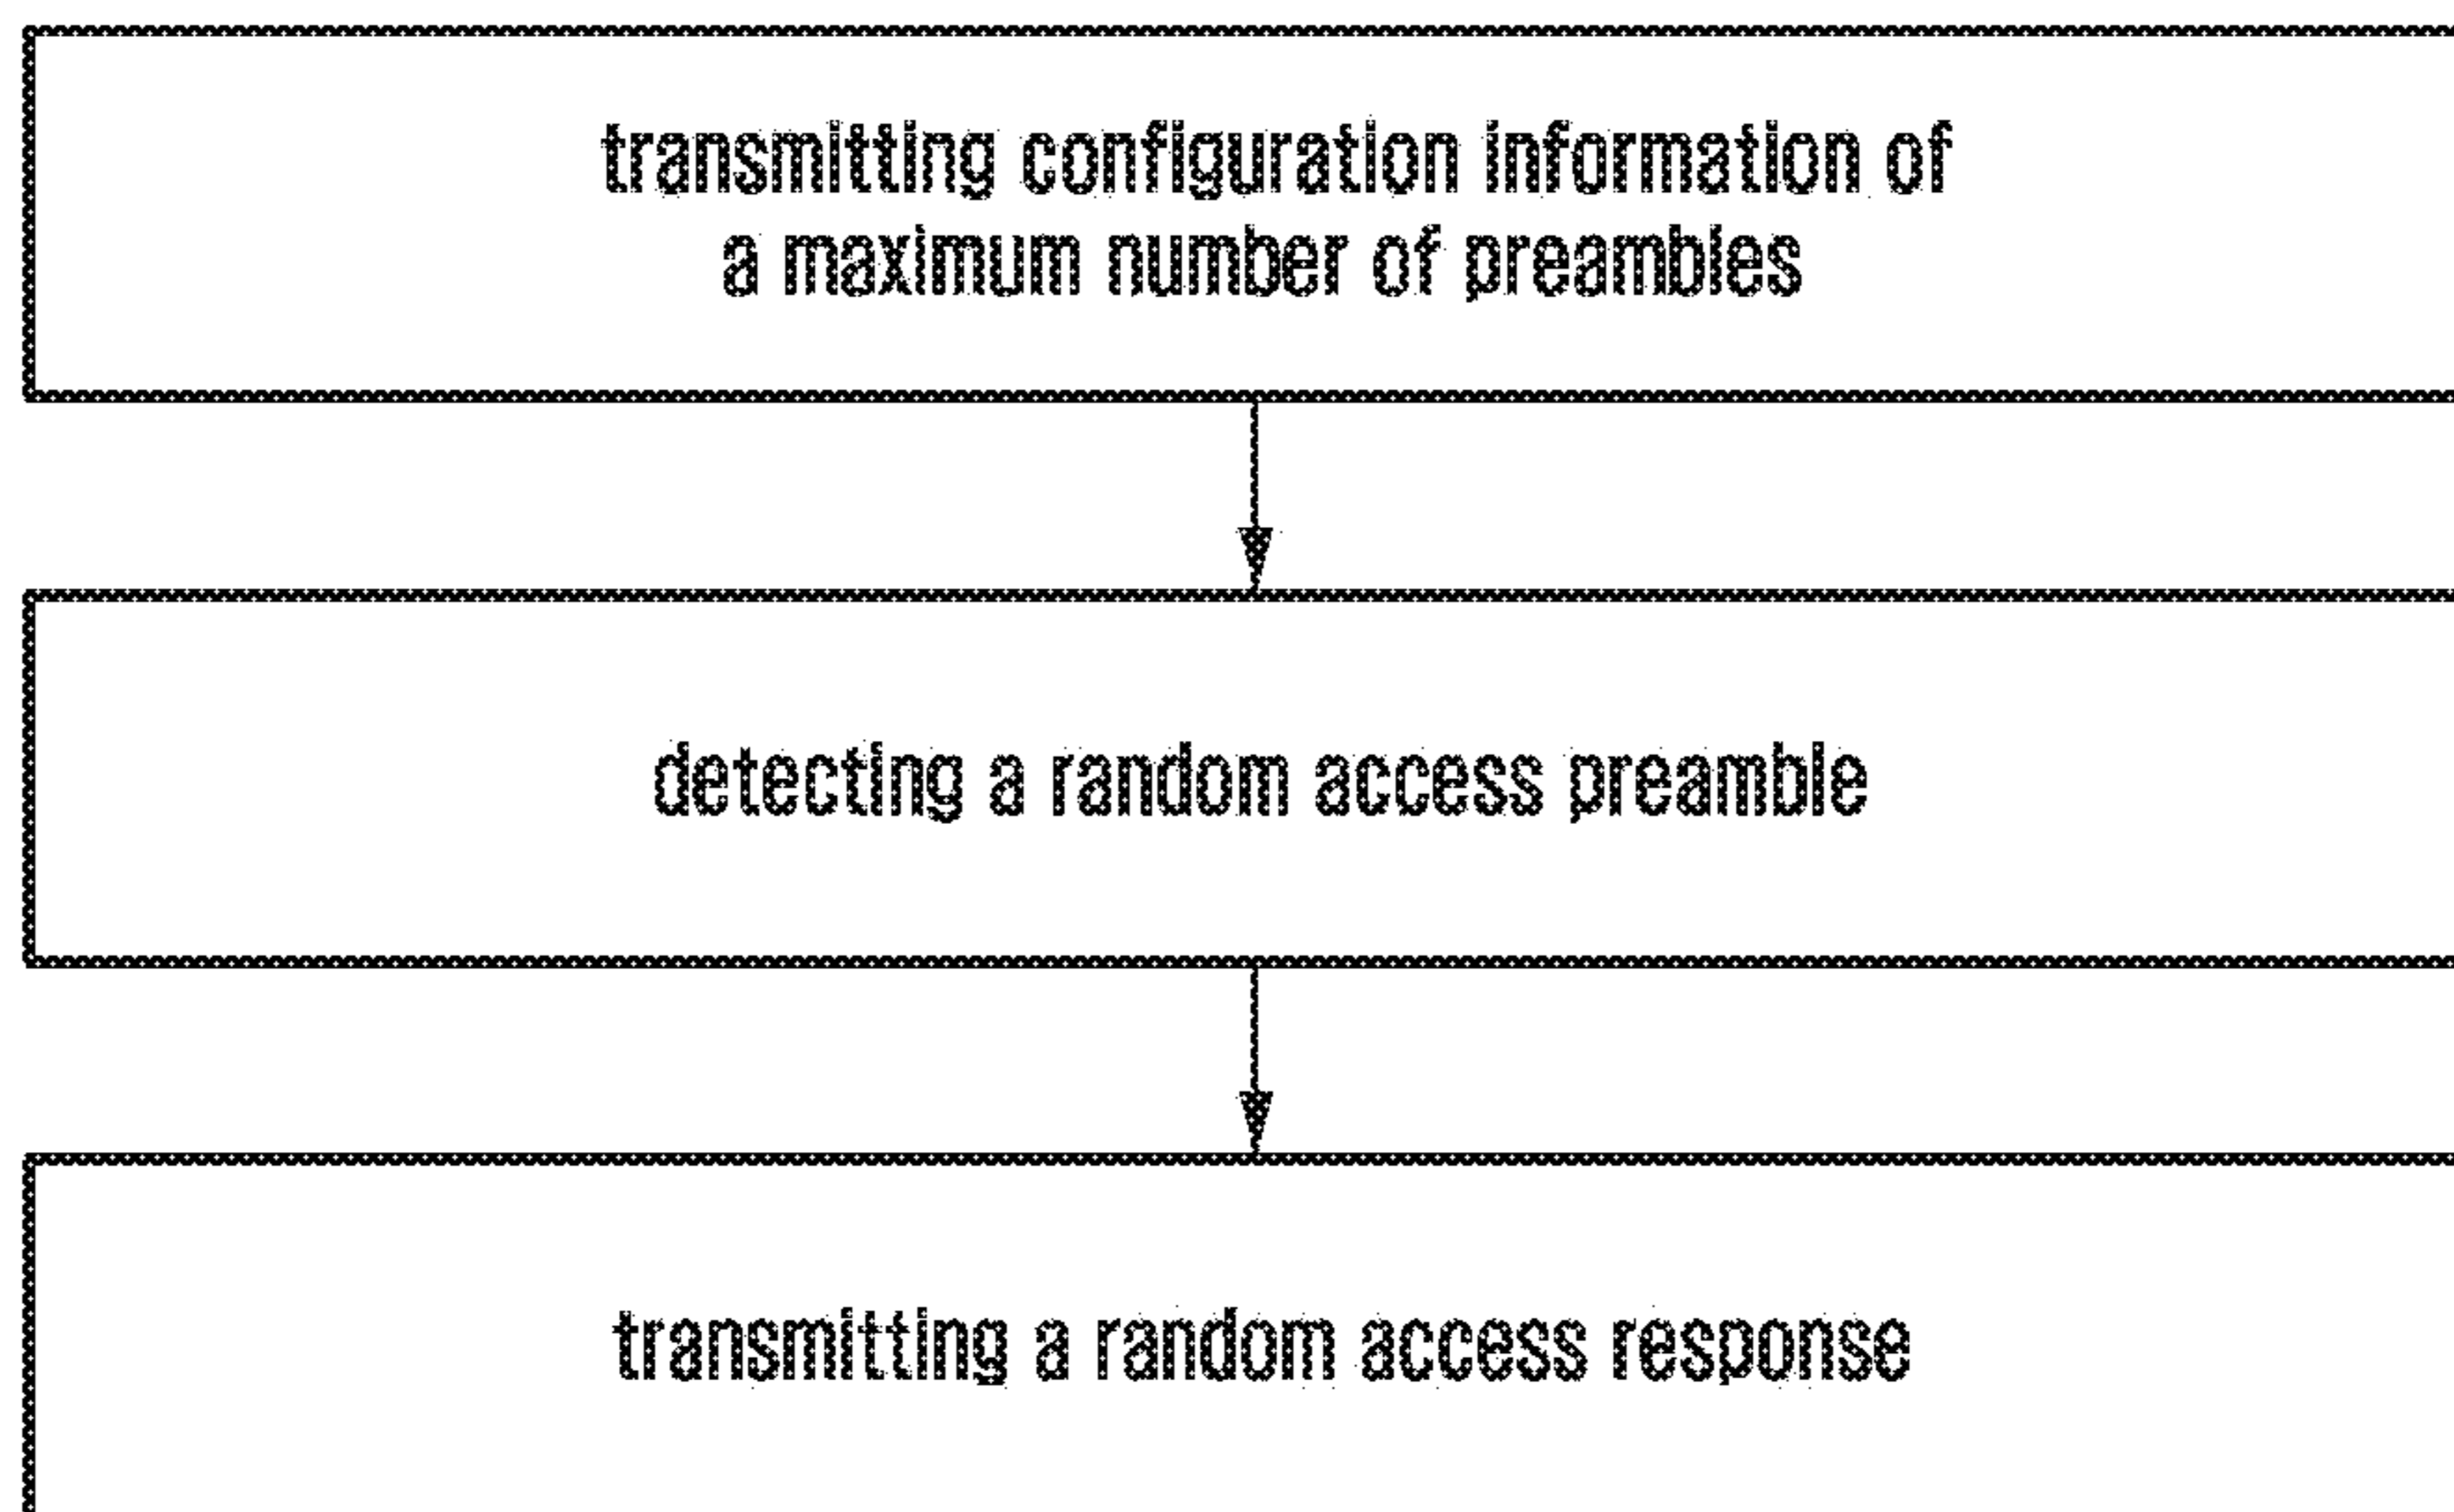 transmitting configuration information of
a maximum number of preambles
detecting a random access preamble
transmitting a random access response